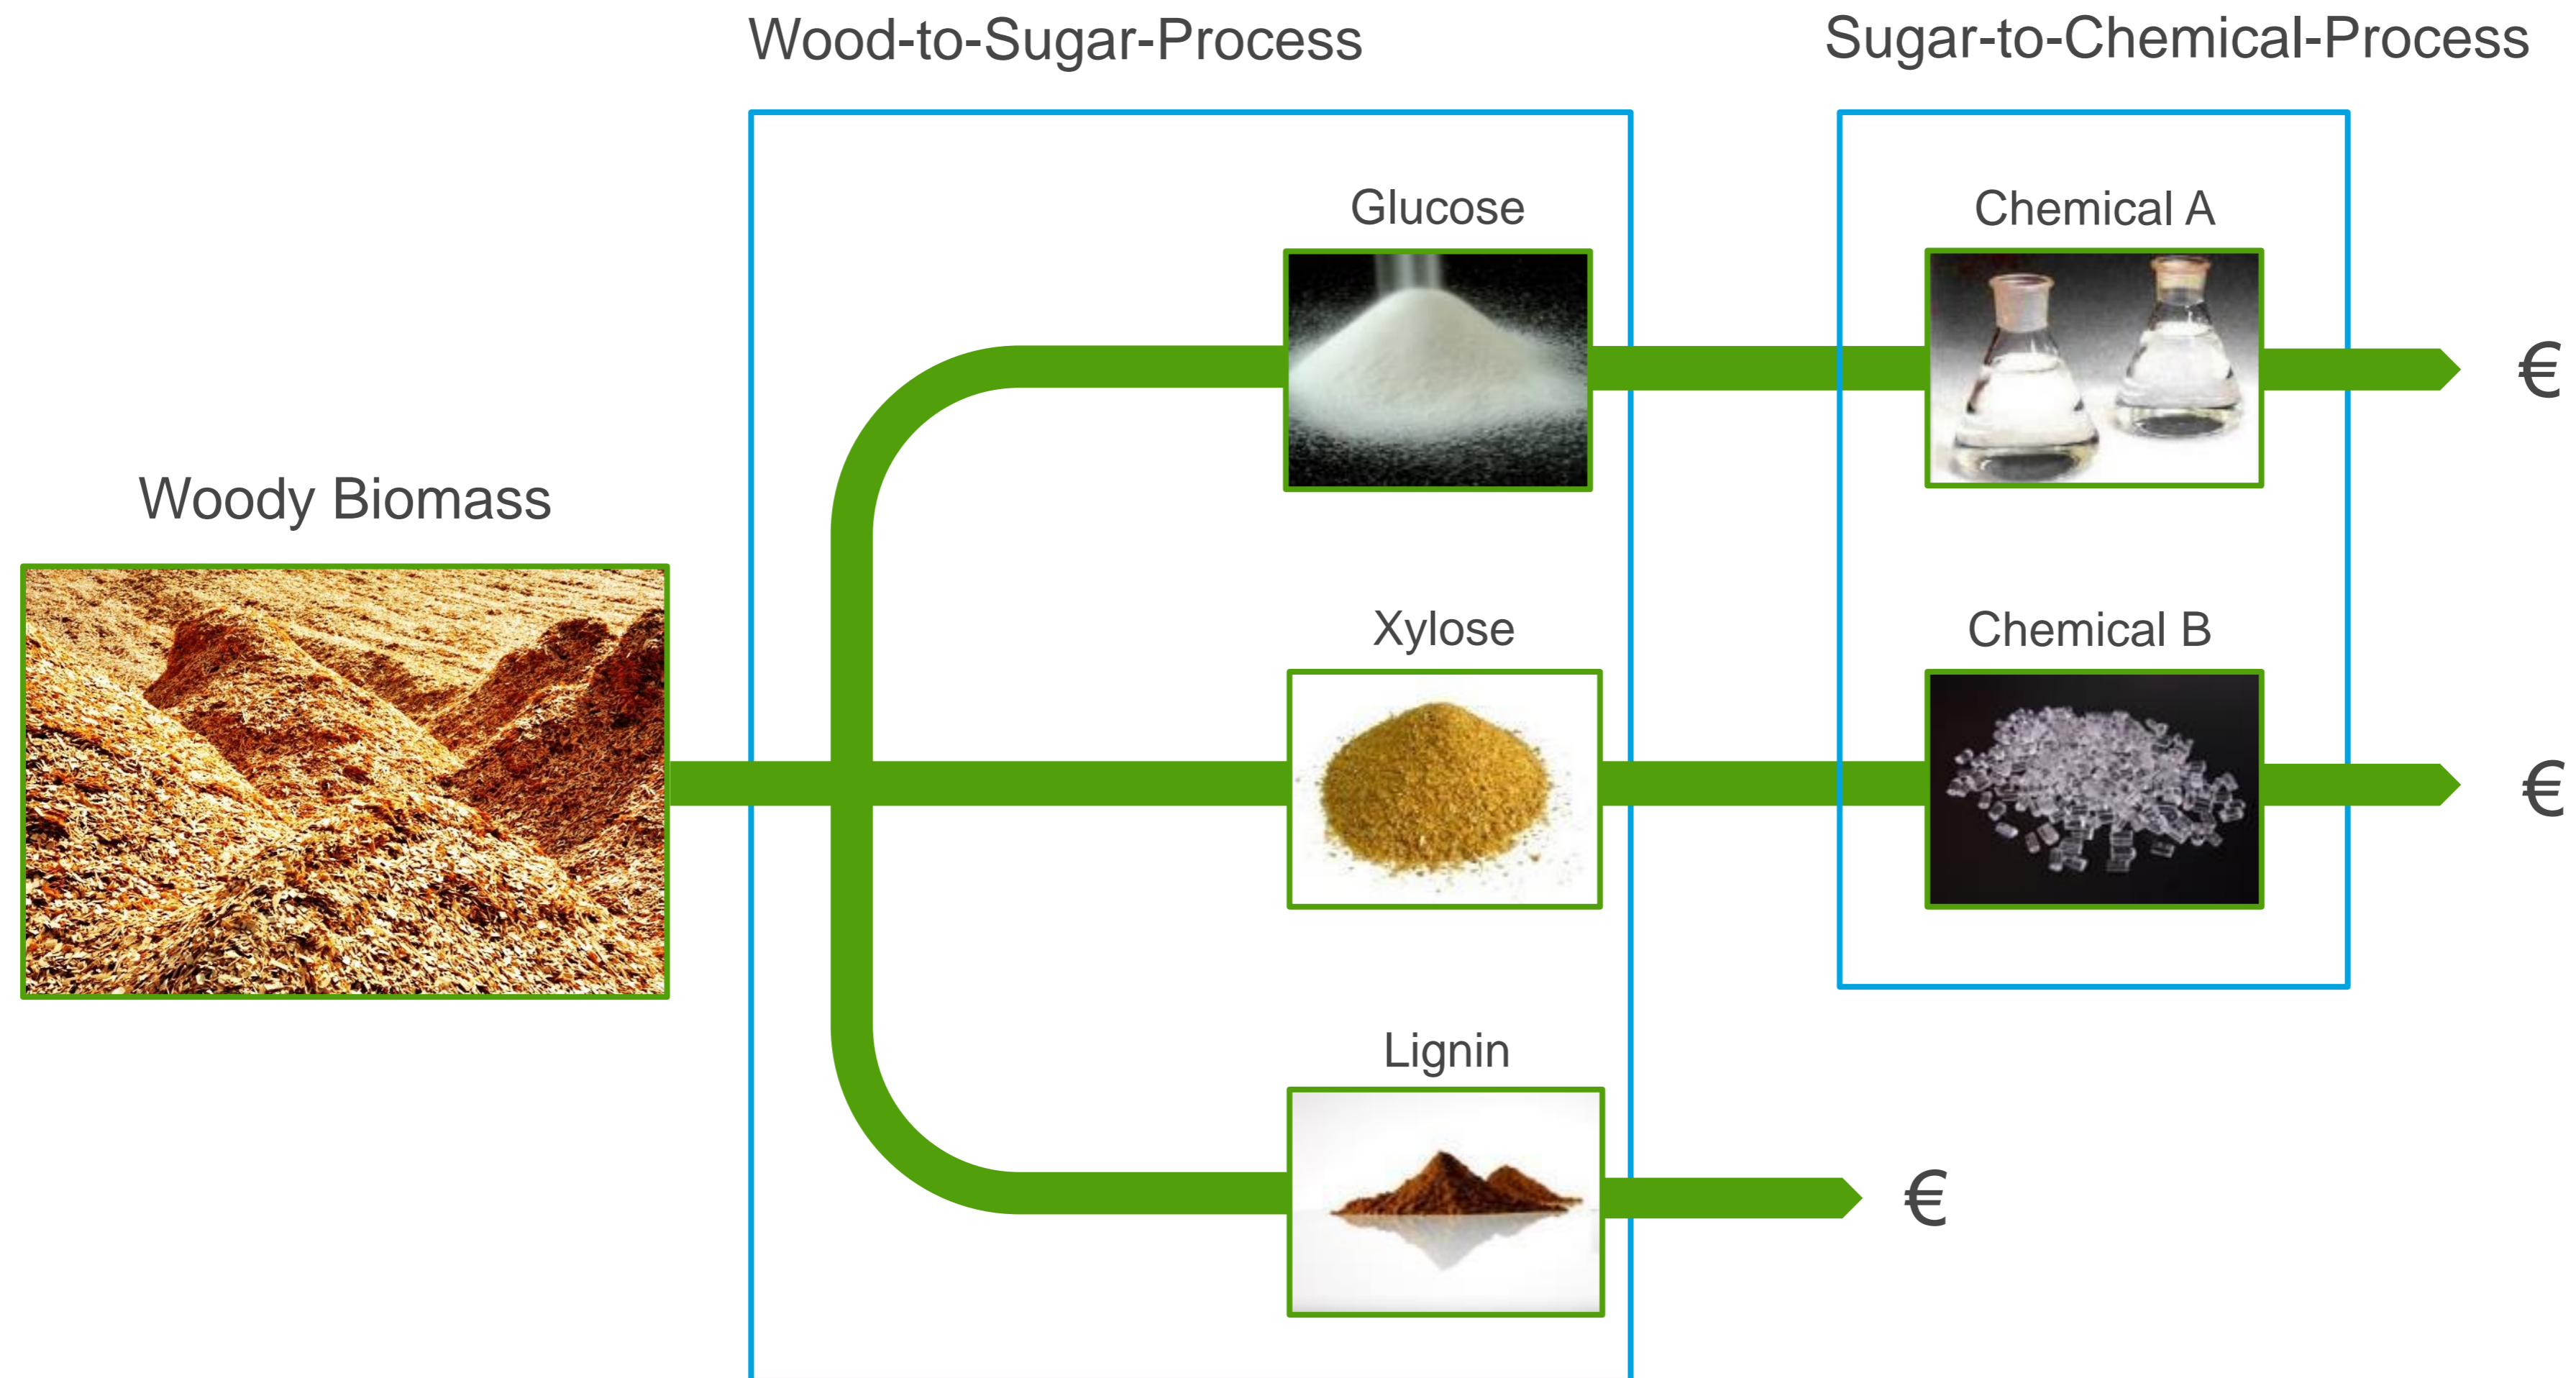 Wood-to-Sugar-Process
Sugar-to-Chemical-Process
Glucose
Chemical A
€
Woody Biomass
Xylose
Chemical B
€
Lignin
€